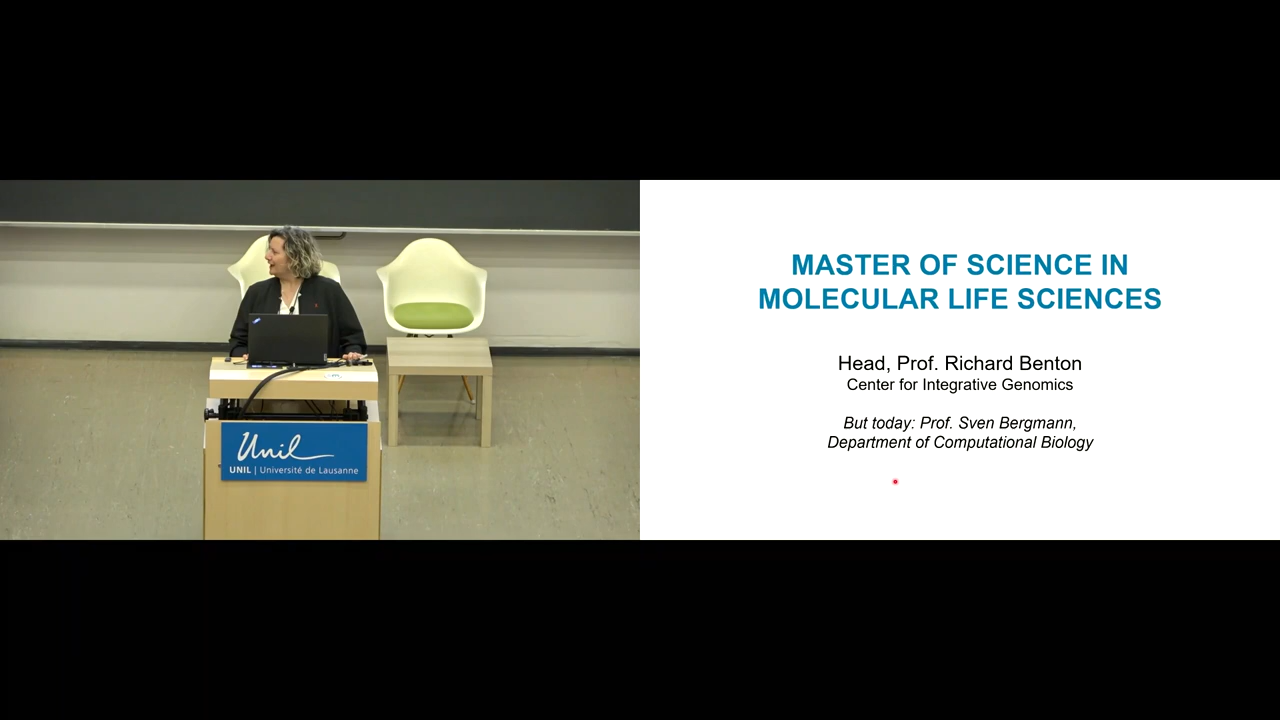 Unil
UNIL | Université de Lausanne
MASTER OF SCIENCE IN
MOLECULAR LIFE SCIENCES
Head, Prof. Richard Benton
Center for Integrative Genomics
But today: Prof. Sven Bergmann,
Department of Computational Biology